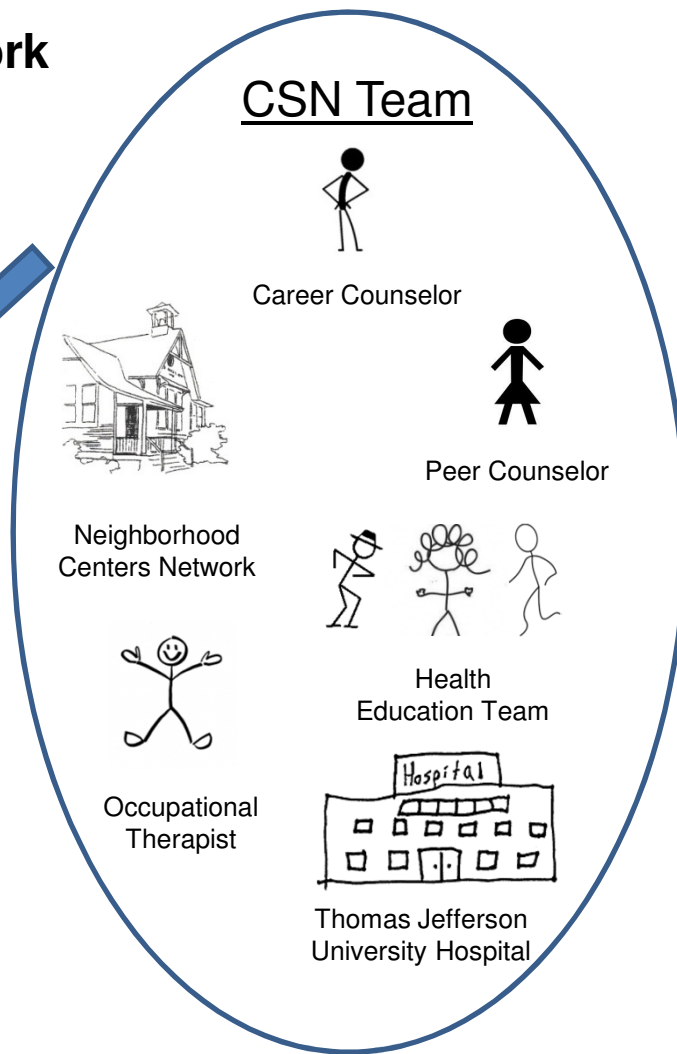 ork
CSN Team
Career Counselor
Peer Counselor
Neighborhood
Centers Network
Health
Education Team
Hospital
Occupational
Therapist
Thomas Jefferson
University Hospital